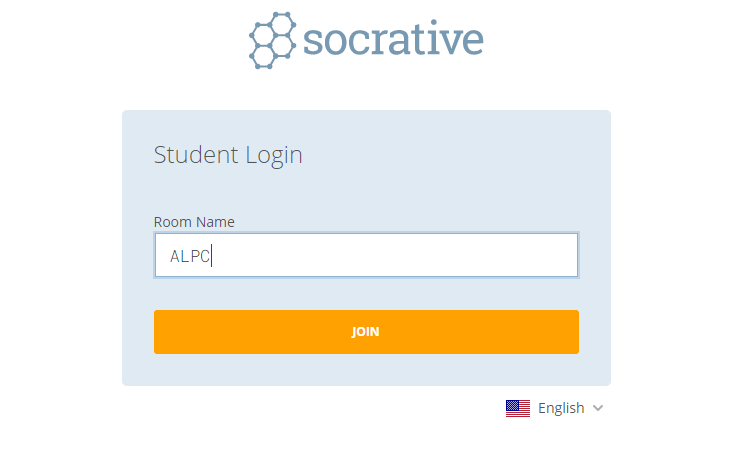 socrative
Student Login
Room Name
ALPC
JOIN
English